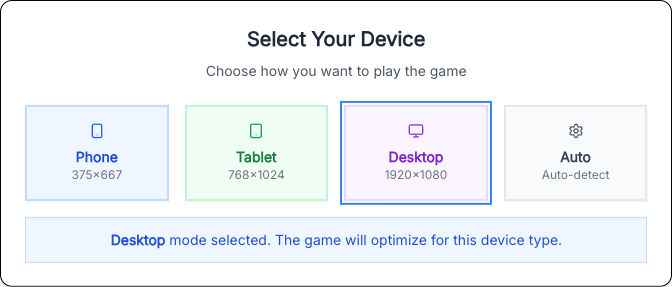 Select Your Device
Choose how you want to play the game
Phone
375×667
Tablet
768×1024
Desktop
1920×1080
Auto
Auto-detect
Desktop mode selected. The game will optimize for this device type.